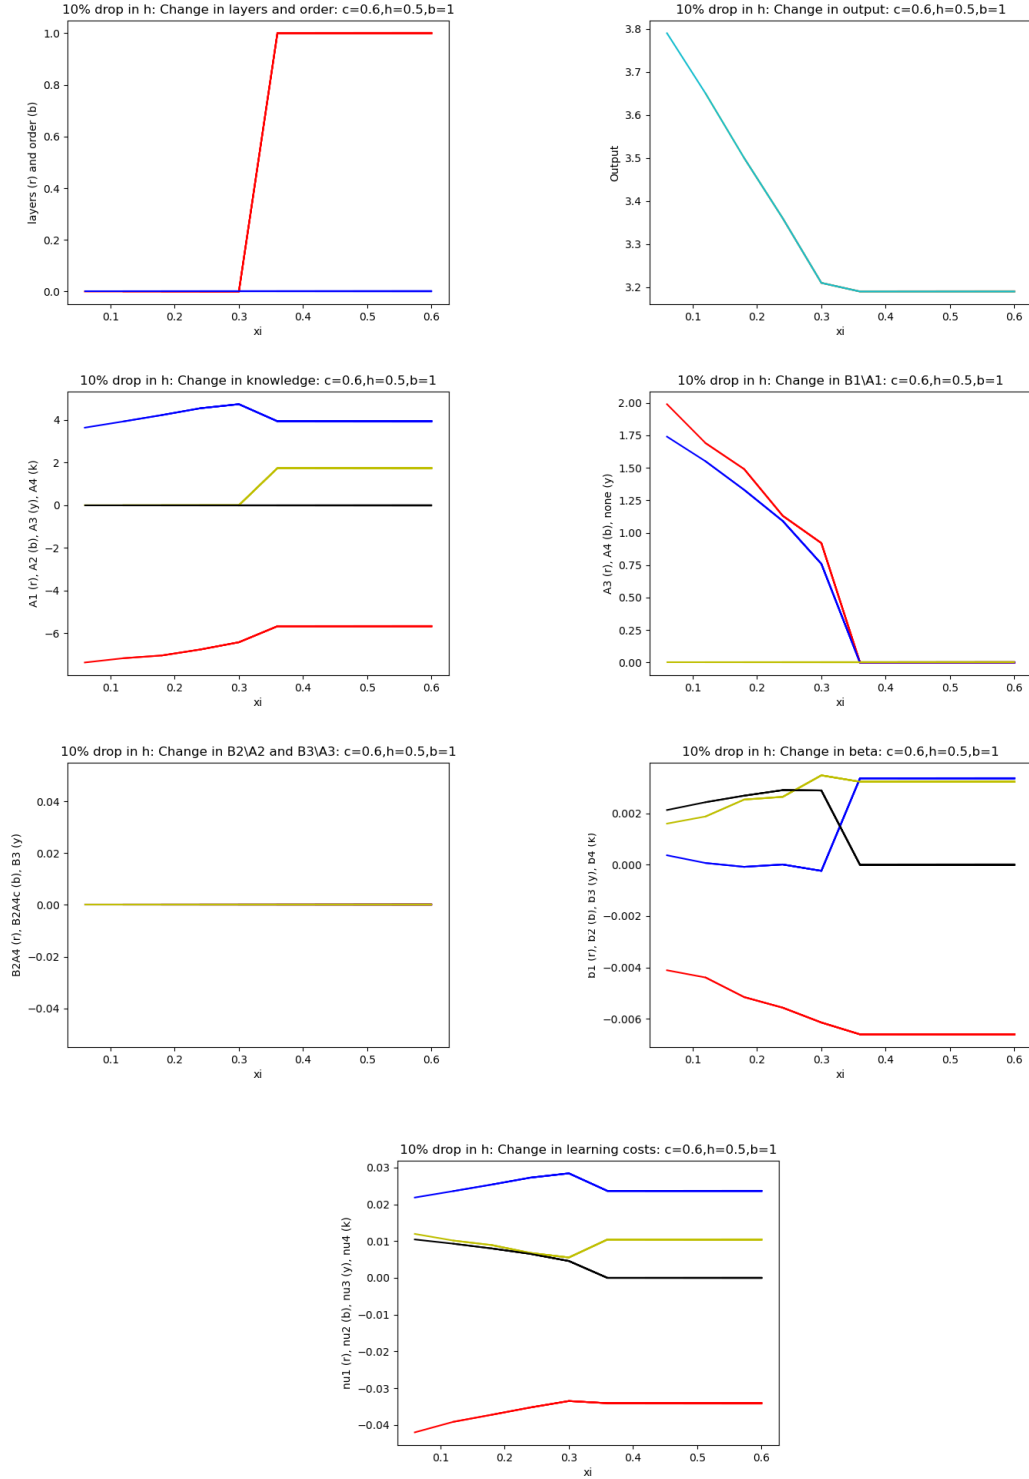 10% drop in h: Change in layers and order: c=0.6,h=0.5,b=1
layers (r) and order (b)
1.0
0.8
0.6
0.4
0.2
0.0
0.1 0.2 0.3 0.4 0.5 0.6
xi
10% drop in h: Change in output: c=0.6,h=0.5,b=1
Output
3.8
3.7
3.6
3.5
3.4
3.3
3.2
0.1 0.2 0.3 0.4 0.5 0.6
xi
10% drop in h: Change in knowledge: c=0.6,h=0.5,b=1
A1 (r), A2 (b), A3 (y), A4 (k)
4
2
0
−2
−4
−6
0.1 0.2 0.3 0.4 0.5 0.6
xi
10% drop in h: Change in B1\A1: c=0.6,h=0.5,b=1
A3 (r), A4 (b), none (y)
2.00
1.75
1.50
1.25
1.00
0.75
0.50
0.25
0.00
0.1 0.2 0.3 0.4 0.5 0.6
xi
10% drop in h: Change in B2\A2 and B3\A3: c=0.6,h=0.5,b=1
B2A4 (r), B2A4c (b), B3 (y)
0.04
0.02
0.00
−0.02
−0.04
0.1 0.2 0.3 0.4 0.5 0.6
xi
10% drop in h: Change in beta: c=0.6,h=0.5,b=1
b1 (r), b2 (b), b3 (y), b4 (k)
0.002
0.000
−0.002
−0.004
−0.006
0.1 0.2 0.3 0.4 0.5 0.6
xi
10% drop in h: Change in learning costs: c=0.6,h=0.5,b=1
nu1 (r), nu2 (b), nu3 (y), nu4 (k)
0.03
0.02
0.01
0.00
−0.01
−0.02
−0.03
−0.04
0.1 0.2 0.3 0.4 0.5 0.6
xi